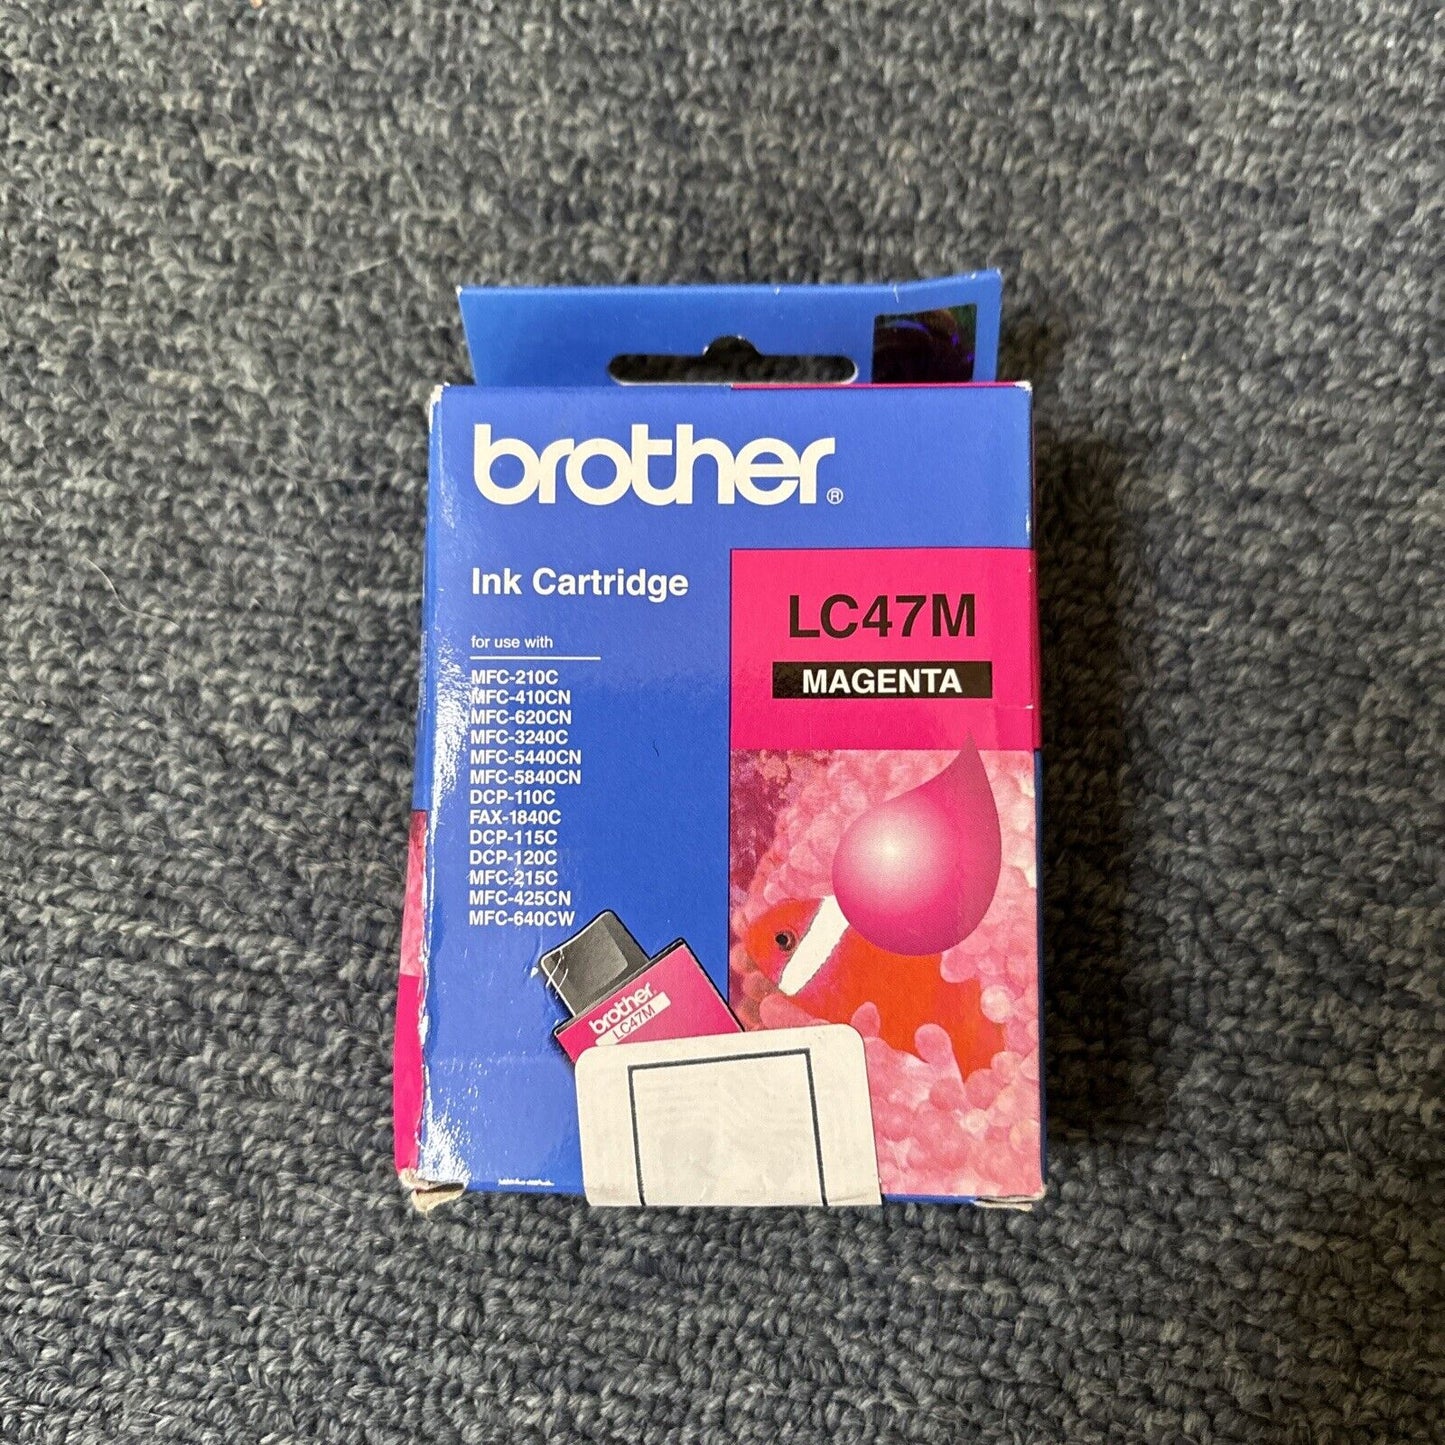 brother®
Ink Cartridge
LC47M
MAGENTA
for use with
MFC-210C
MFC-410CN
MFC-620CN
MFC-3240C
MFC-5440CN
MFC-5840CN
DCP-110C
FAX-1840C
DCP-115C
DCP-120C
MFC-215C
MFC-425CN
MFC-640CW
brother
LC47M